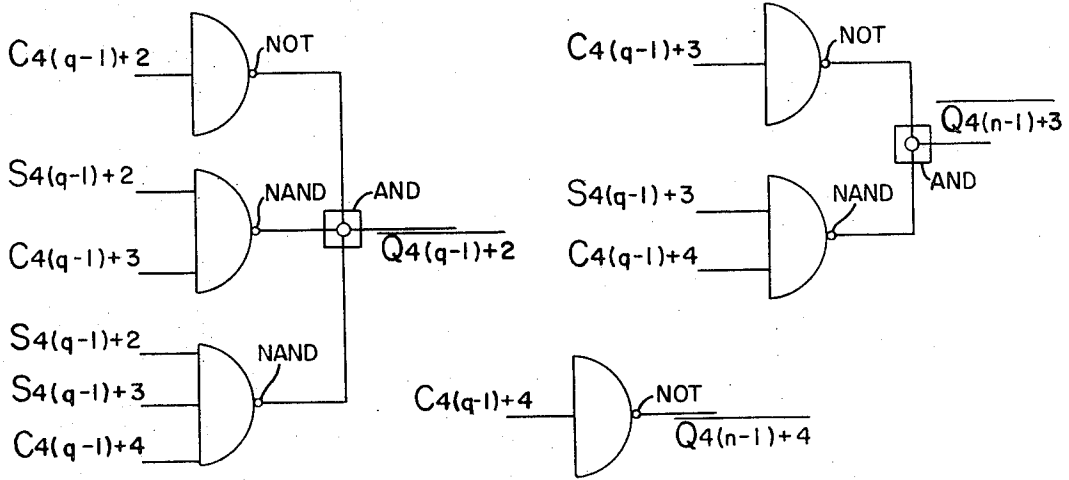 C4(q-1)+2
NOT
S4(q-1)+2
NAND
AND
C4(q-1)+3
Q4(q-1)+2
S4(q-1)+2
NAND
S4(q-1)+3
C4(q-1)+4
C4(q-1)+3
NOT
Q4(n-1)+3
AND
S4(q-1)+3
NAND
C4(q-1)+4
C4(q-1)+4
NOT
Q4(n-1)+4